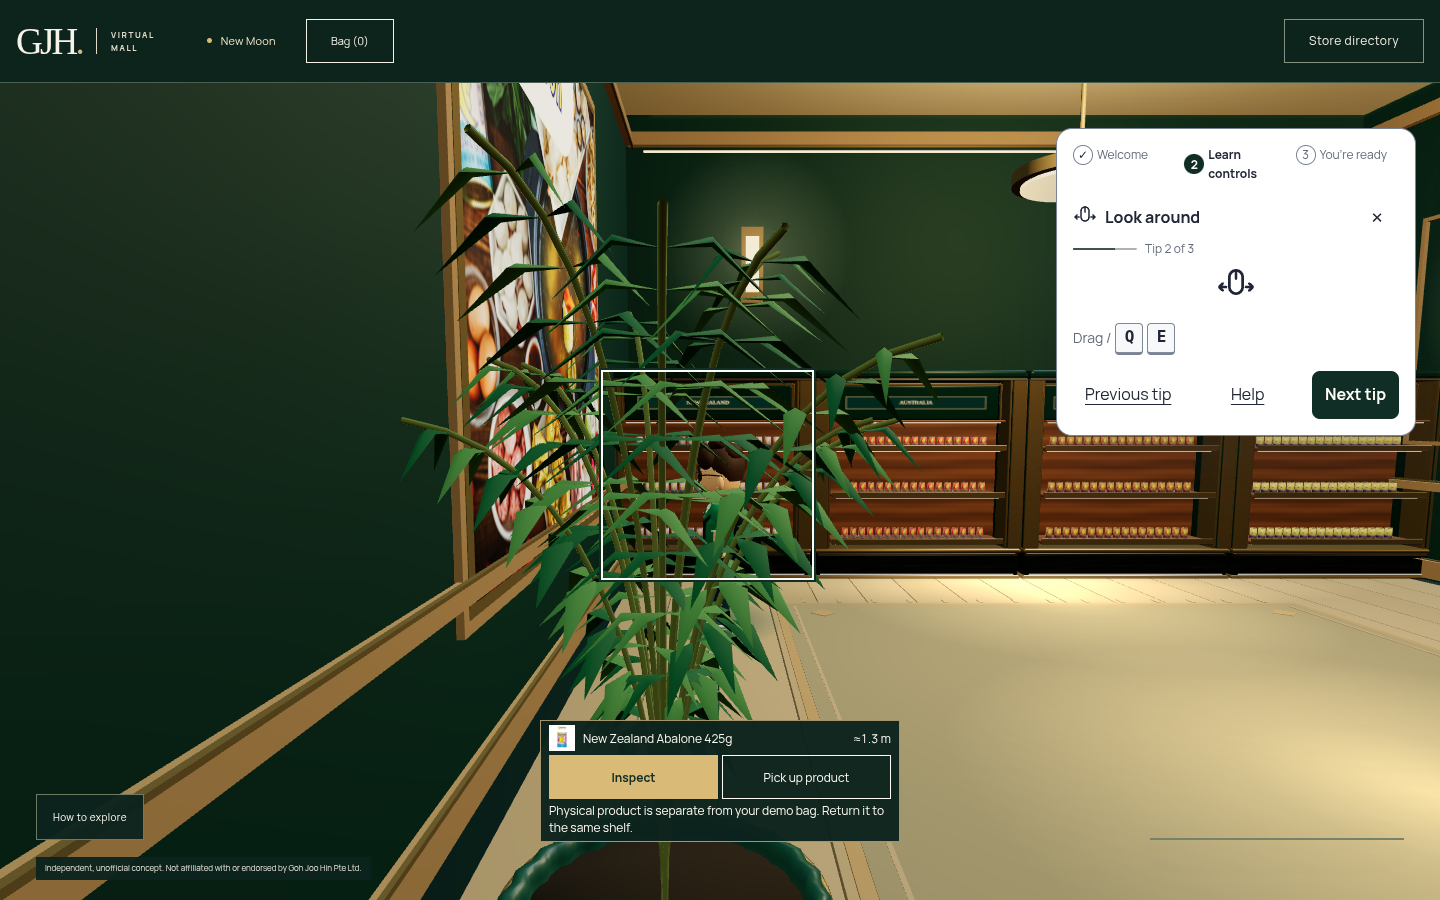 GJH.
VIRTUAL
MALL
New Moon
Bag (0)
Store directory
✓ Welcome
2 Learn controls
3 You're ready
Look around
×
Tip 2 of 3
Drag / Q E
Previous tip
Help
Next tip
AUSTRALIA
New Zealand Abalone 425g
≈1.3 m
Inspect
Pick up product
Physical product is separate from your demo bag. Return it to
the same shelf.
How to explore
Independent, unofficial concept. Not affiliated with or endorsed by Goh Joo Hin Pte Ltd.